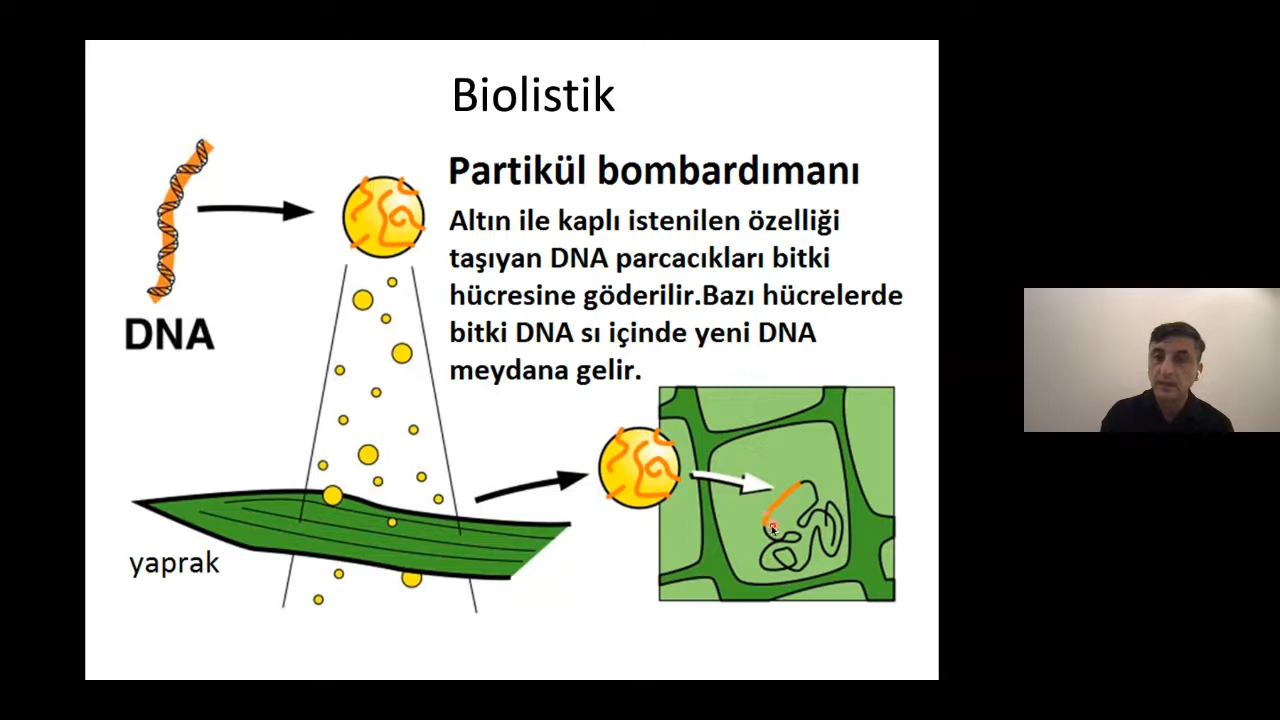 Biolistik
Partikül bombardımanı
Altın ile kaplı istenilen özelliği
taşıyan DNA parcacıkları bitki
hücresine göderilir.Bazı hücrelerde
bitki DNA sı içinde yeni DNA
meydana gelir.
DNA
yaprak